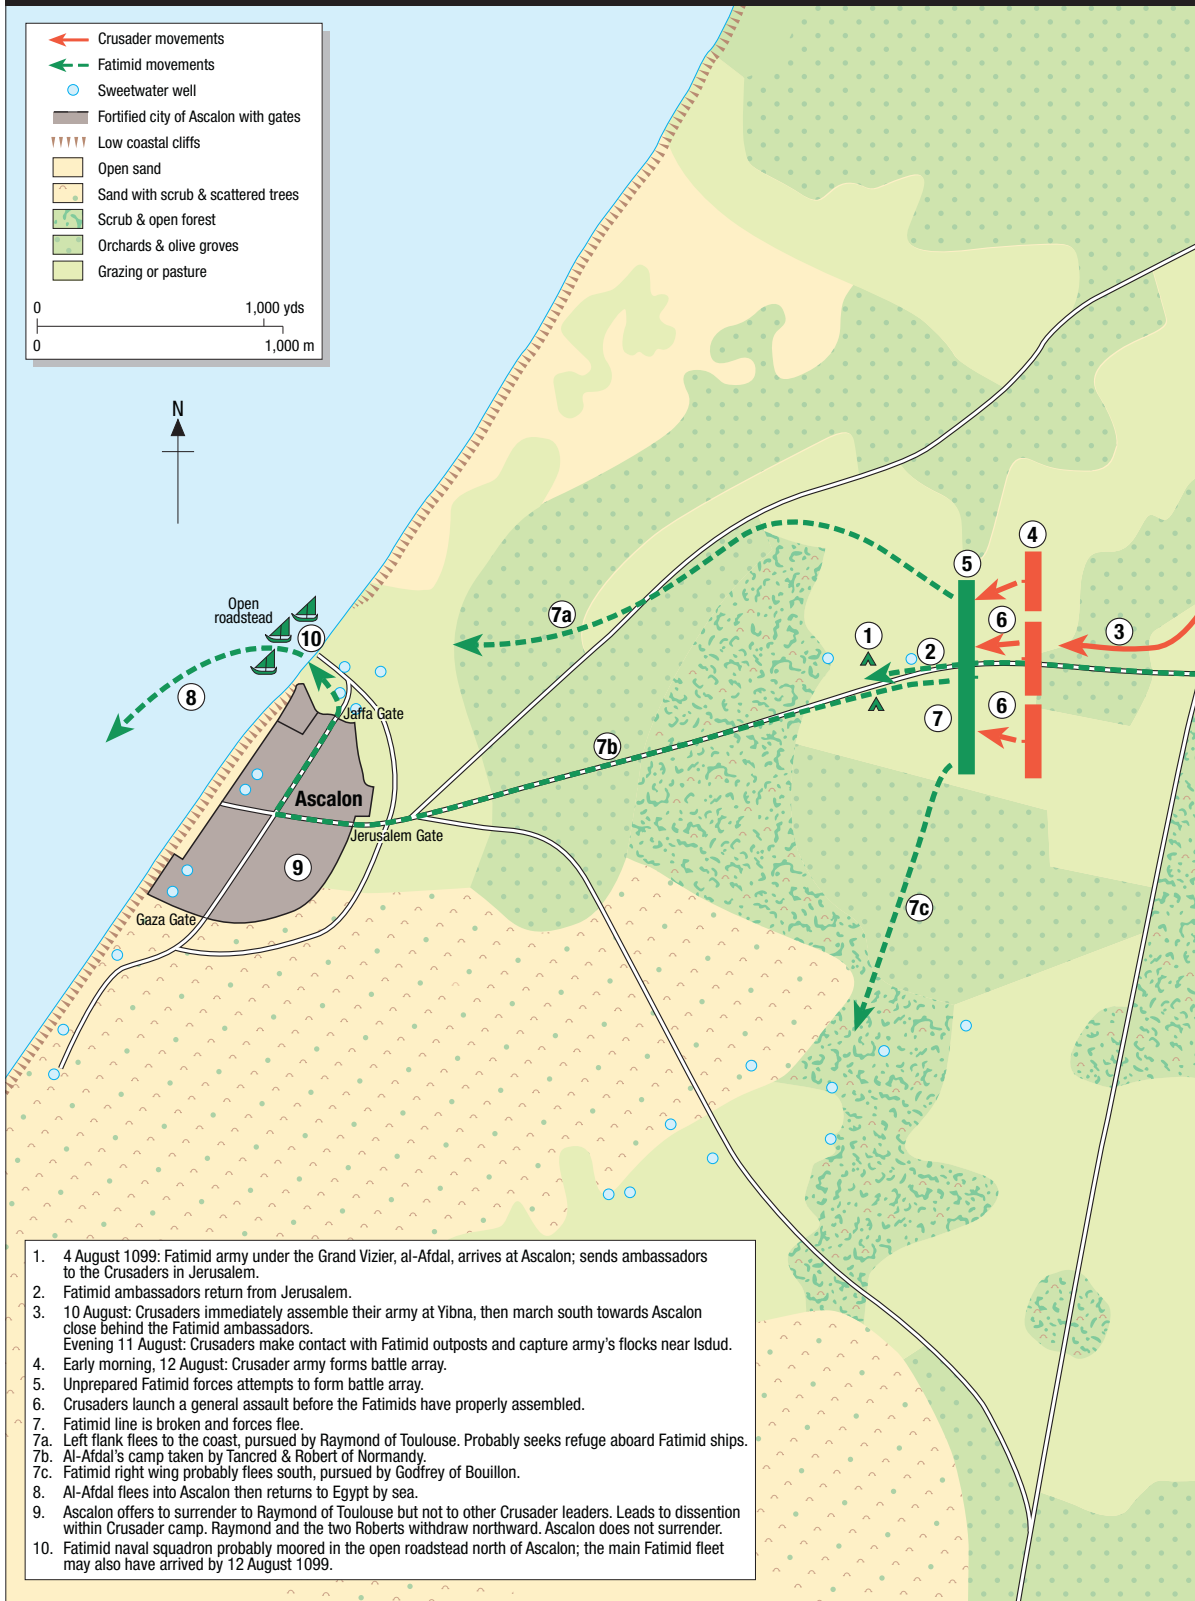 Crusader movements
Fatimid movements
Sweetwater well
Fortified city of Ascalon with gates
Low coastal cliffs
Open sand
Sand with scrub & scattered trees
Scrub & open forest
Orchards & olive groves
Grazing or pasture
0 1,000 yds
0 1,000 m
N
4
5
Open
roadstead
10
7a
1
6
3
2
8
Jaffa Gate
7
6
7b
Ascalon
Jerusalem Gate
9
Gaza Gate
7c
1. 4 August 1099: Fatimid army under the Grand Vizier, al-Afdal, arrives at Ascalon; sends ambassadors
to the Crusaders in Jerusalem.
2. Fatimid ambassadors return from Jerusalem.
3. 10 August: Crusaders immediately assemble their army at Yibna, then march south towards Ascalon
close behind the Fatimid ambassadors.
Evening 11 August: Crusaders make contact with Fatimid outposts and capture army's flocks near Isdud.
4. Early morning, 12 August: Crusader army forms battle array.
5. Unprepared Fatimid forces attempts to form battle array.
6. Crusaders launch a general assault before the Fatimids have properly assembled.
7. Fatimid line is broken and forces flee.
7a. Left flank flees to the coast, pursued by Raymond of Toulouse. Probably seeks refuge aboard Fatimid ships.
7b. Al-Afdal's camp taken by Tancred & Robert of Normandy.
7c. Fatimid right wing probably flees south, pursued by Godfrey of Bouillon.
8. Al-Afdal flees into Ascalon then returns to Egypt by sea.
9. Ascalon offers to surrender to Raymond of Toulouse but not to other Crusader leaders. Leads to dissention
within Crusader camp. Raymond and the two Roberts withdraw northward. Ascalon does not surrender.
10. Fatimid naval squadron probably moored in the open roadstead north of Ascalon; the main Fatimid fleet
may also have arrived by 12 August 1099.